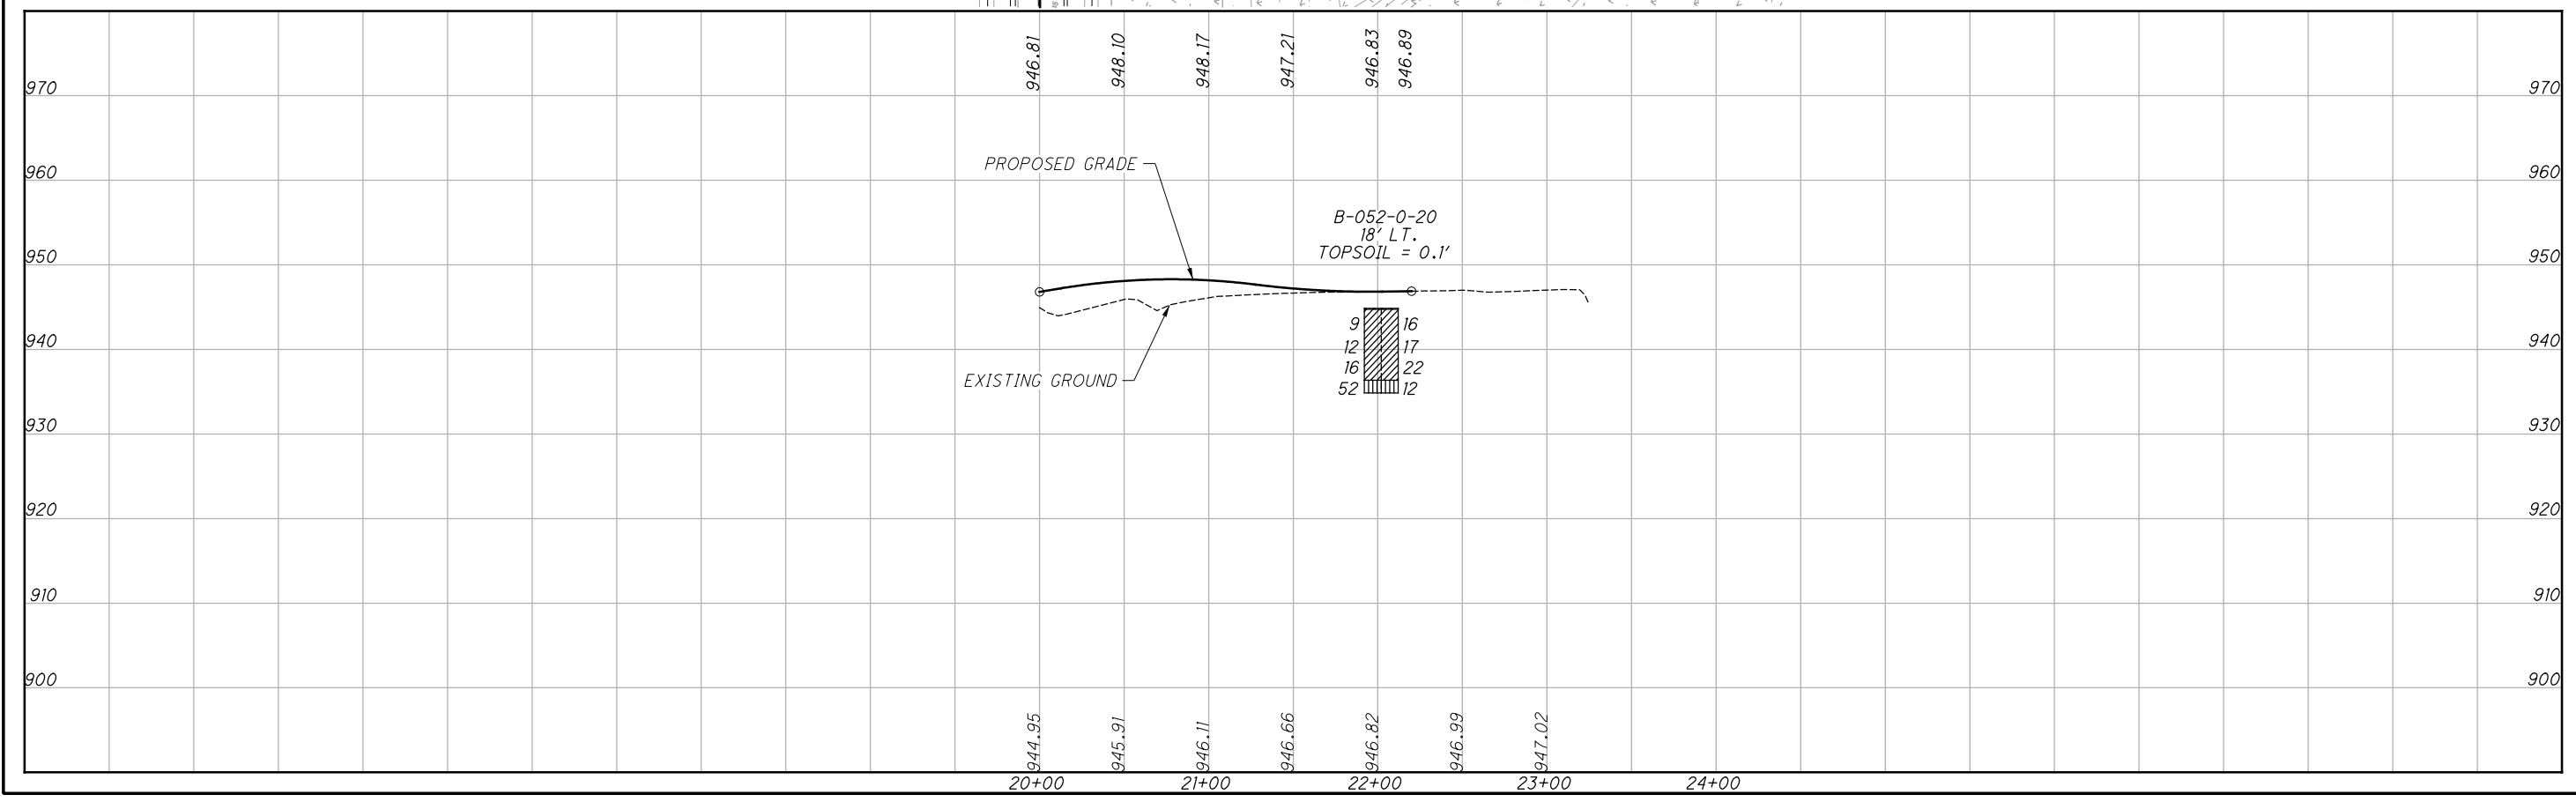 946.81 948.10 948.17 947.21 946.83 946.89
970 970
PROPOSED GRADE
960 960
B-052-0-20
18' LT.
TOPSOIL = 0.1'
950 950
9 16
12 17
940 940
16 22
EXISTING GROUND
52 12
930 930
920 920
910 910
900 900
944.95 945.91 946.11 946.66 946.82 946.99 947.02
20+00 21+00 22+00 23+00 24+00